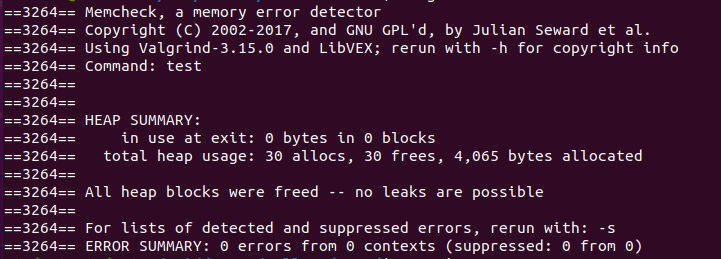 ==3264== Memcheck, a memory error detector
==3264== Copyright (C) 2002-2017, and GNU GPL'd, by Julian Seward et al.
==3264== Using Valgrind-3.15.0 and LibVEX; rerun with -h for copyright info
==3264== Command: test
==3264==
==3264==
==3264== HEAP SUMMARY:
==3264==     in use at exit: 0 bytes in 0 blocks
==3264==   total heap usage: 30 allocs, 30 frees, 4,065 bytes allocated
==3264==
==3264== All heap blocks were freed -- no leaks are possible
==3264==
==3264== For lists of detected and suppressed errors, rerun with: -s
==3264== ERROR SUMMARY: 0 errors from 0 contexts (suppressed: 0 from 0)